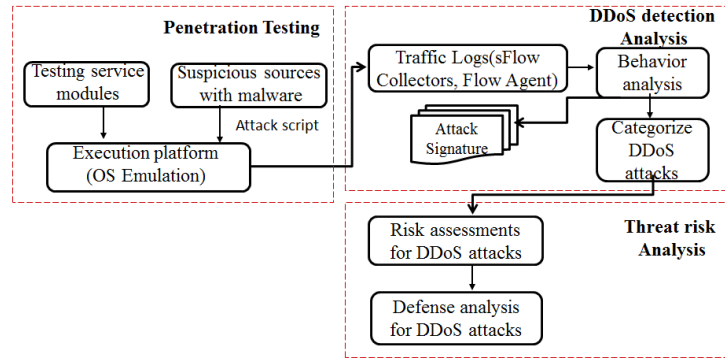 Penetration Testing
Testing service
modules
Suspicious sources
with malware
Attack script
Execution platform
(OS Emulation)
DDoS detection
Analysis
Traffic Logs(sFlow
Collectors, Flow Agent)
Behavior
analysis
Attack
Signature
Categorize
DDoS
attacks
Threat risk
Analysis
Risk assessments
for DDoS attacks
Defense analysis
for DDoS attacks